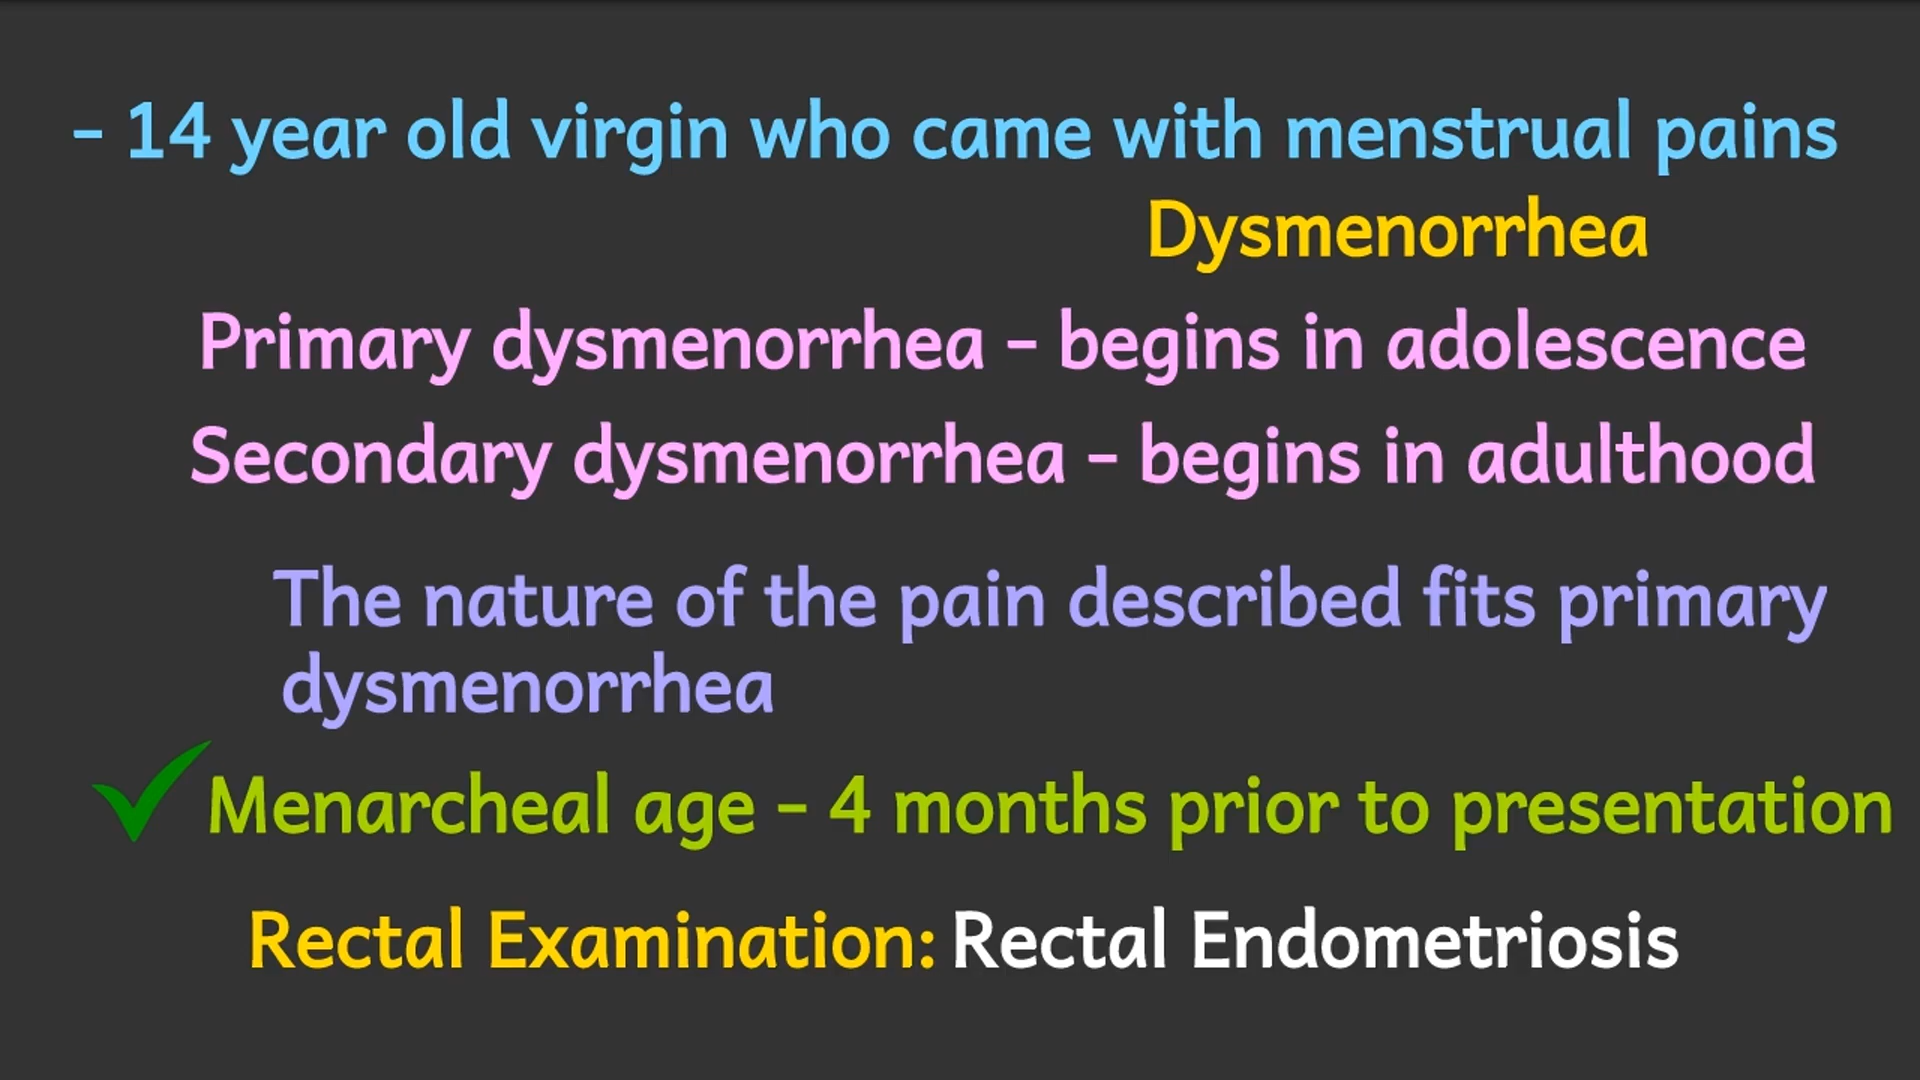 - 14 year old virgin who came with menstrual pains
Dysmenorrhea
Primary dysmenorrhea - begins in adolescence
Secondary dysmenorrhea - begins in adulthood
The nature of the pain described fits primary
dysmenorrhea
Menarcheal age - 4 months prior to presentation
Rectal Examination: Rectal Endometriosis